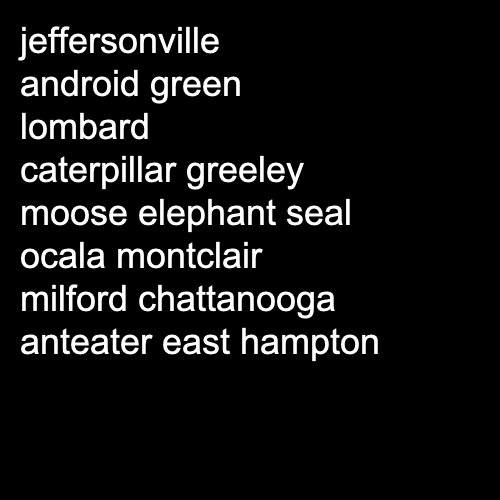 jeffersonville
android green
lombard
caterpillar greeley
moose elephant seal
ocala montclair
milford chattanooga
anteater east hampton